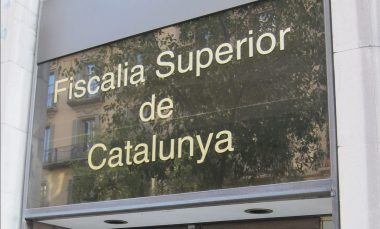 Fiscalia Superior
de
Catalunya